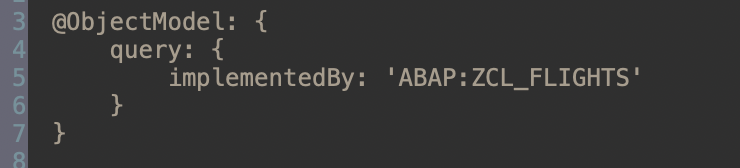 3 @ObjectModel: {
4 query: {
5 implementedBy: 'ABAP:ZCL_FLIGHTS'
6 }
7 }
8